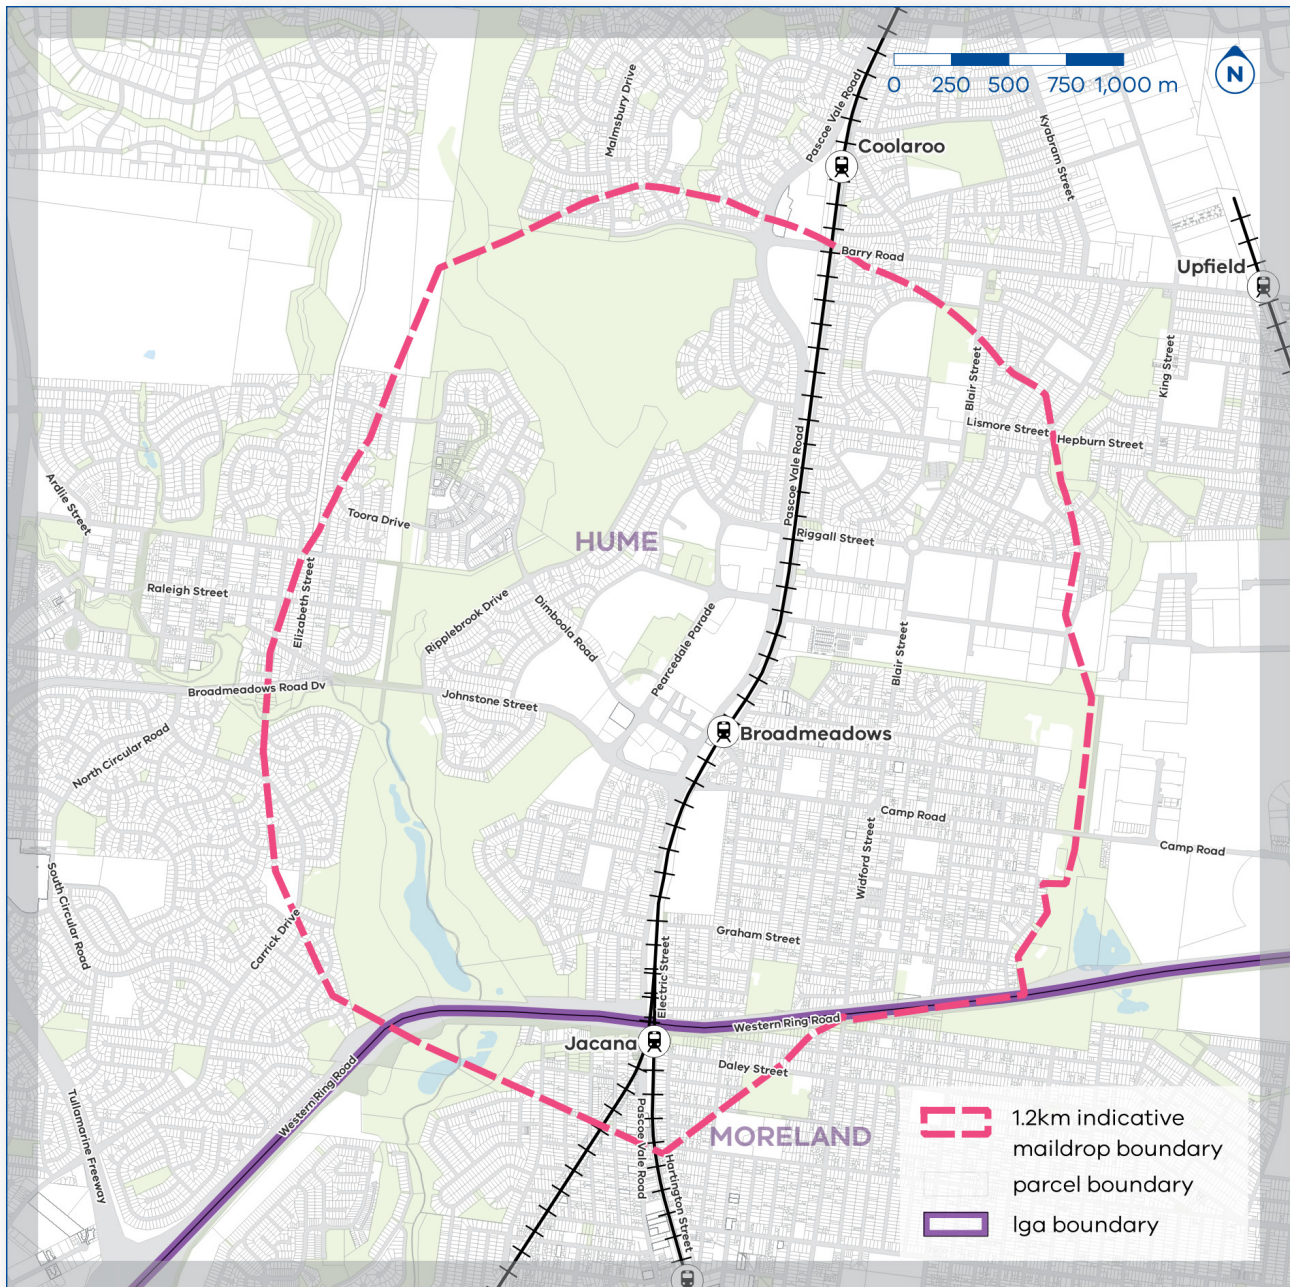 0 250 500 750 1,000 m
N
Malmsbury Drive
Pascoe Vale Road
Coolaroo
Kyabram Street
Barry Road
Upfield
King Street
Blair Street
Lismore Street
Hepburn Street
Pascoe Vale Road
Ardlie Street
Toora Drive
HUME
Riggall Street
Raleigh Street
Elizabeth Street
Ripplebrook Drive
Dimboola Road
Pearcedale Parade
Blair Street
Broadmeadows Road Dv
Johnstone Street
North Circular Road
Broadmeadows
Camp Road
Widford Street
Camp Road
South Circular Road
Carrick Drive
Graham Street
Electric Street
Western Ring Road
Jacana
Daley Street
Western Ring Road
Tullamarine Freeway
Pascoe Vale Road
MORELAND
Hartington Street
1.2km indicative
maildrop boundary
parcel boundary
lga boundary